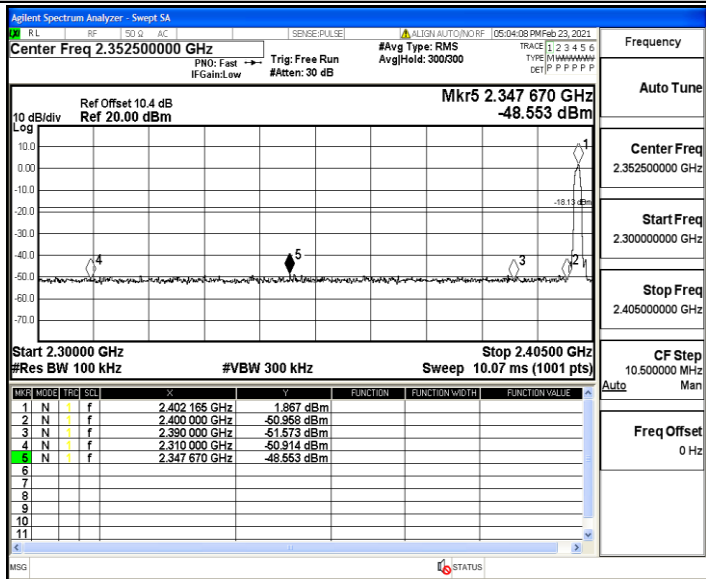 Agilent Spectrum Analyzer - Swept SA
RL RF 50 Ω AC SENSE:PULSE ALIGN AUTO/NO RF 05:04:08 PM Feb 23, 2021
Center Freq 2.352500000 GHz #Avg Type: RMS TRACE 1 2 3 4 5 6
PNO: Fast Trig: Free Run Avg|Hold: 300/300 TYPE M
IFGain:Low #Atten: 30 dB DET P P P P P P
Mkr5 2.347 670 GHz
Ref Offset 10.4 dB
10 dB/div Ref 20.00 dBm -48.553 dBm
Log
10.0
0.00
-10.0
-18.13 dBm
-20.0
-30.0
-40.0
-50.0
-60.0
-70.0
1
4 5 3 2
Start 2.30000 GHz Stop 2.40500 GHz
#Res BW 100 kHz #VBW 300 kHz Sweep 10.07 ms (1001 pts)
MKR MODE TRC SCL X Y FUNCTION FUNCTION WIDTH FUNCTION VALUE
1 N 1 f 2.402 165 GHz 1.867 dBm
2 N 1 f 2.400 000 GHz -50.958 dBm
3 N 1 f 2.390 000 GHz -51.573 dBm
4 N 1 f 2.310 000 GHz -50.914 dBm
5 N 1 f 2.347 670 GHz -48.553 dBm
6
7
8
9
10
11
MSG STATUS
Frequency
Auto Tune
Center Freq
2.352500000 GHz
Start Freq
2.300000000 GHz
Stop Freq
2.405000000 GHz
CF Step
10.500000 MHz
Auto Man
Freq Offset
0 Hz